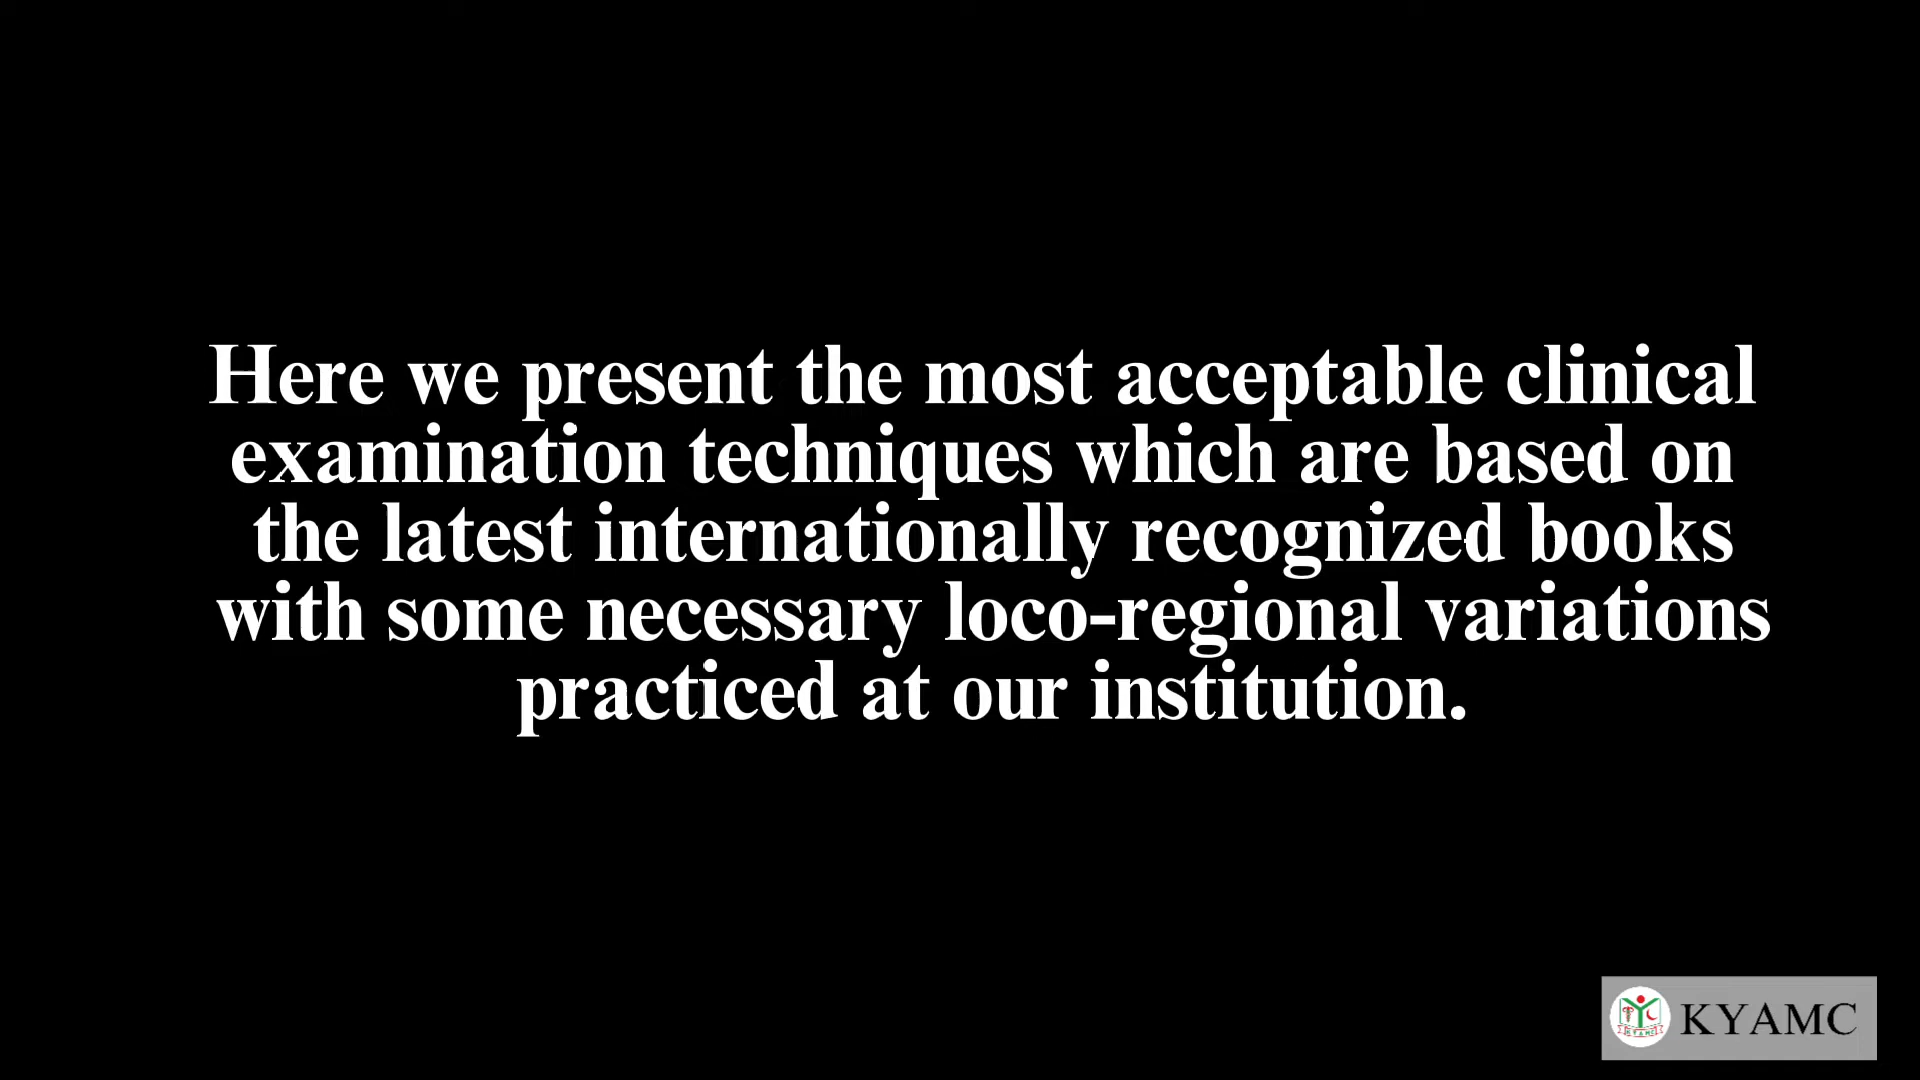 Here we present the most acceptable clinical
examination techniques which are based on
the latest internationally recognized books
with some necessary loco-regional variations
practiced at our institution.
KYAMC